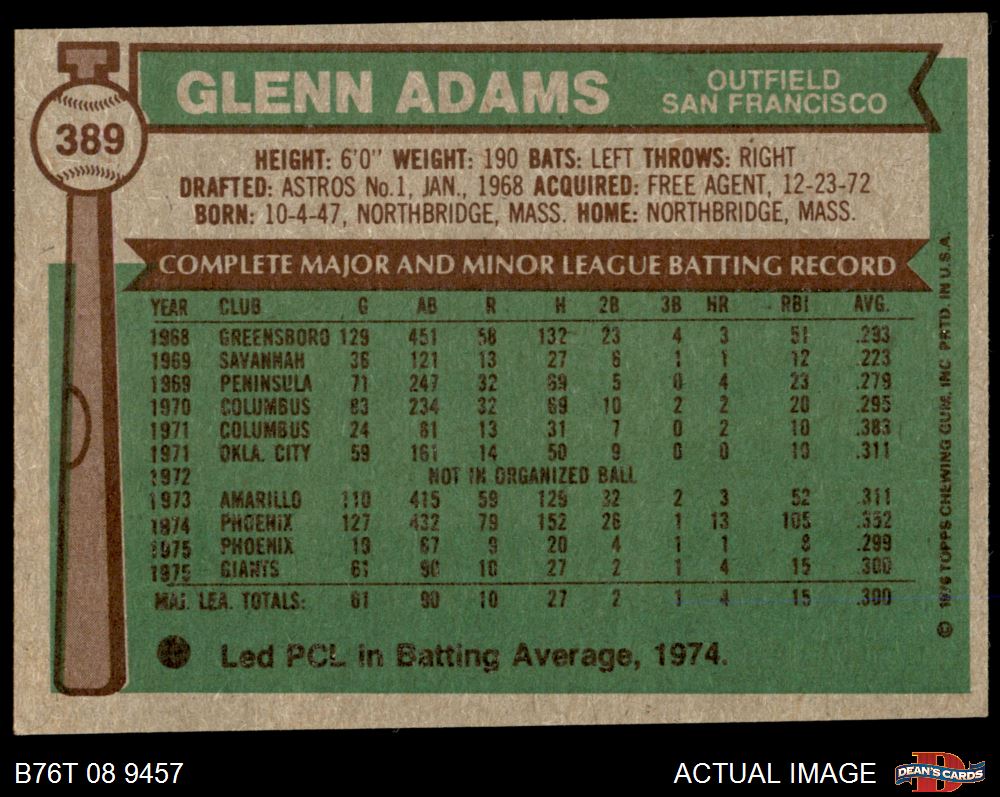 389
GLENN ADAMS
OUTFIELD
SAN FRANCISCO
HEIGHT: 6'0" WEIGHT: 190 BATS: LEFT THROWS: RIGHT
DRAFTED: ASTROS No.1, JAN., 1968 ACQUIRED: FREE AGENT, 12-23-72
BORN: 10-4-47, NORTHBRIDGE, MASS. HOME: NORTHBRIDGE, MASS.
COMPLETE MAJOR AND MINOR LEAGUE BATTING RECORD
YEAR CLUB G AB R H 2B 3B HR RBI AVG.
1968 GREENSBORO 129 451 58 132 23 4 3 51 .293
1969 SAVANNAH 36 121 13 27 6 1 1 12 .223
1969 PENINSULA 71 247 32 69 5 0 4 23 .279
1970 COLUMBUS 83 234 32 69 10 2 2 20 .295
1971 COLUMBUS 24 81 13 31 7 0 2 10 .383
1971 OKLA. CITY 59 161 14 50 9 0 0 19 .311
1972 NOT IN ORGANIZED BALL
1973 AMARILLO 110 415 59 129 32 2 3 52 .311
1974 PHOENIX 127 432 79 152 26 1 13 105 .352
1975 PHOENIX 19 67 9 20 4 1 1 8 .299
1975 GIANTS 61 90 10 27 2 1 4 15 .300
MAJ. LEA. TOTALS: 61 90 10 27 2 1 4 15 .300
Led PCL in Batting Average, 1974.
© 1976 TOPPS CHEWING GUM, INC PRTD. IN U.S.A.
B76T 08 9457
ACTUAL IMAGE
D
DEAN'S CARDS